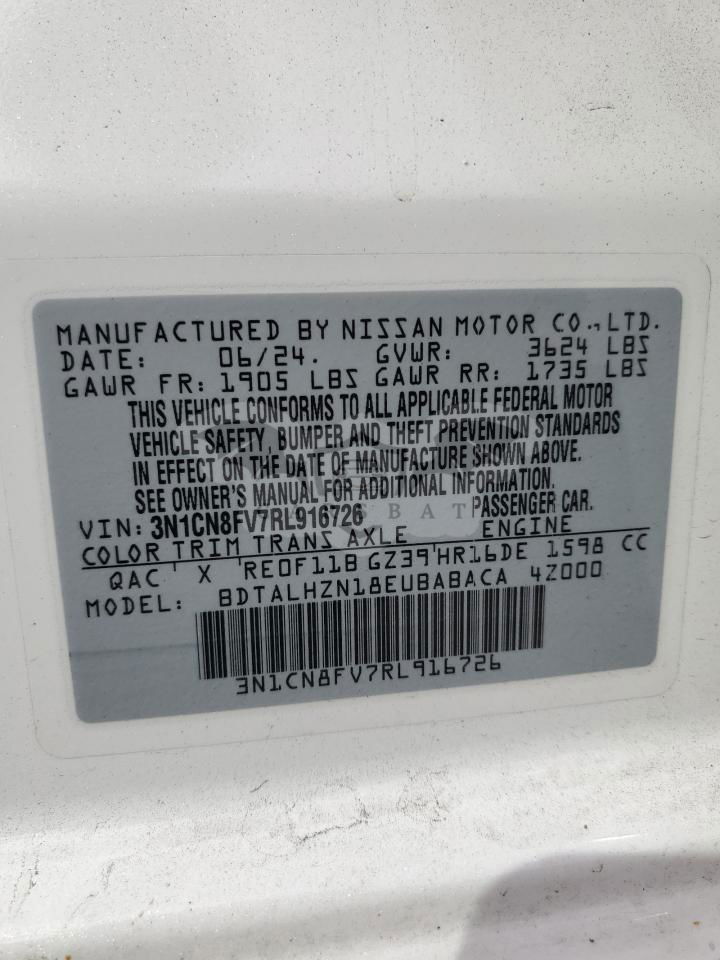 MANUFACTURED BY NISSAN MOTOR CO., LTD.
DATE: 06/24. GVWR: 3624 LBS
GAWR FR: 1905 LBS GAWR RR: 1735 LBS
THIS VEHICLE CONFORMS TO ALL APPLICABLE FEDERAL MOTOR
VEHICLE SAFETY, BUMPER AND THEFT PREVENTION STANDARDS
IN EFFECT ON THE DATE OF MANUFACTURE SHOWN ABOVE.
SEE OWNER'S MANUAL FOR ADDITIONAL INFORMATION.
VIN: 3N1CN8FV7RL916726 PASSENGER CAR.
COLOR TRIM TRANS AXLE ENGINE
QAC X RE0F11B GZ39 HR16DE 1598 CC
MODEL: BDTALHZN18EUBABACA 4Z000
3N1CN8FV7RL916726